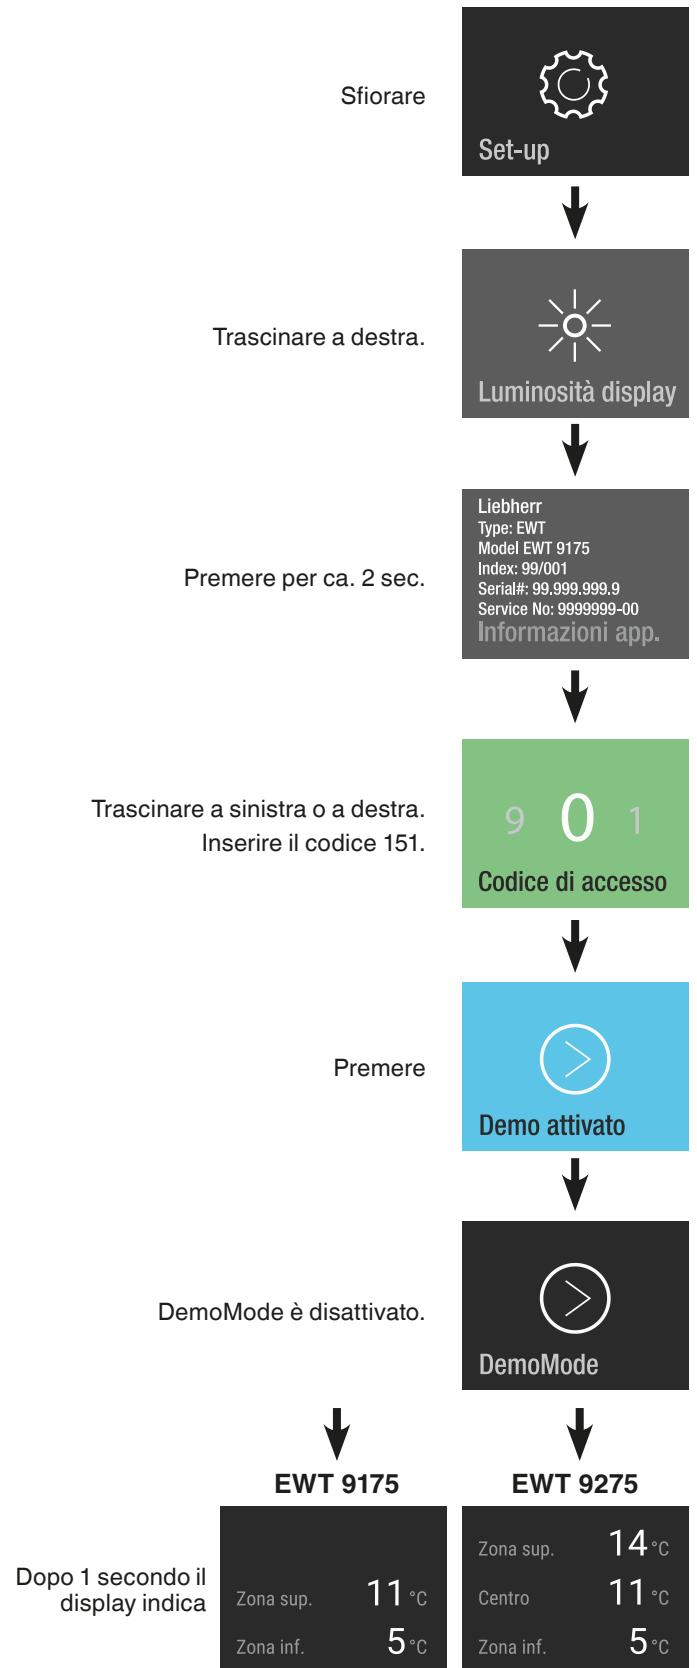 Sfiorare
Set-up
Trascinare a destra.
Luminosità display
Liebherr
Type: EWT
Model EWT 9175
Index: 99/001
Serial#: 99.999.999.9
Service No: 9999999-00
Informazioni app.
Premere per ca. 2 sec.
Trascinare a sinistra o a destra.
Inserire il codice 151.
9 0 1
Codice di accesso
Premere
Demo attivato
DemoMode è disattivato.
DemoMode
EWT 9175
EWT 9275
Dopo 1 secondo il
display indica
Zona sup. 11 °C
Zona inf. 5 °C
Zona sup. 14 °C
Centro 11 °C
Zona inf. 5 °C